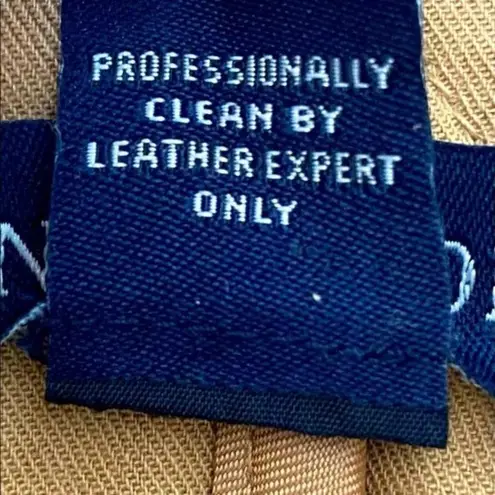 PROFESSIONALLY
CLEAN BY
LEATHER EXPERT
ONLY